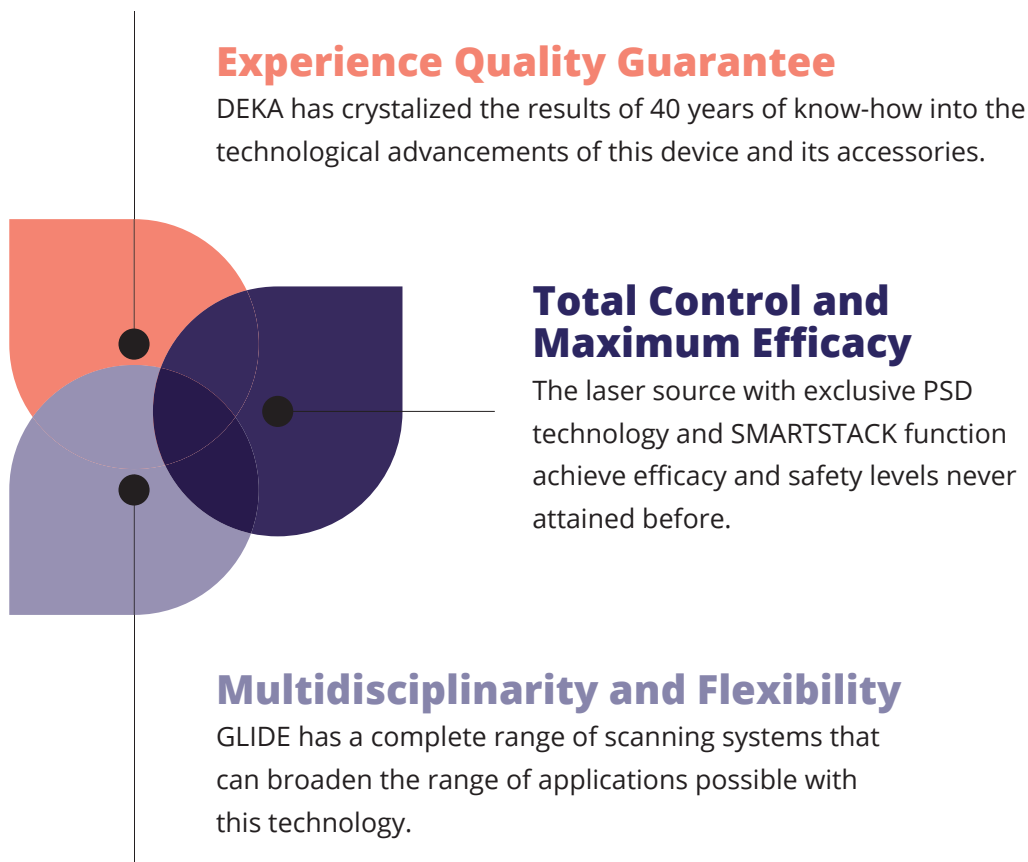 Experience Quality Guarantee
DEKA has crystalized the results of 40 years of know-how into the
technological advancements of this device and its accessories.
Total Control and
Maximum Efficacy
The laser source with exclusive PSD
technology and SMARTSTACK function
achieve efficacy and safety levels never
attained before.
Multidisciplinarity and Flexibility
GLIDE has a complete range of scanning systems that
can broaden the range of applications possible with
this technology.